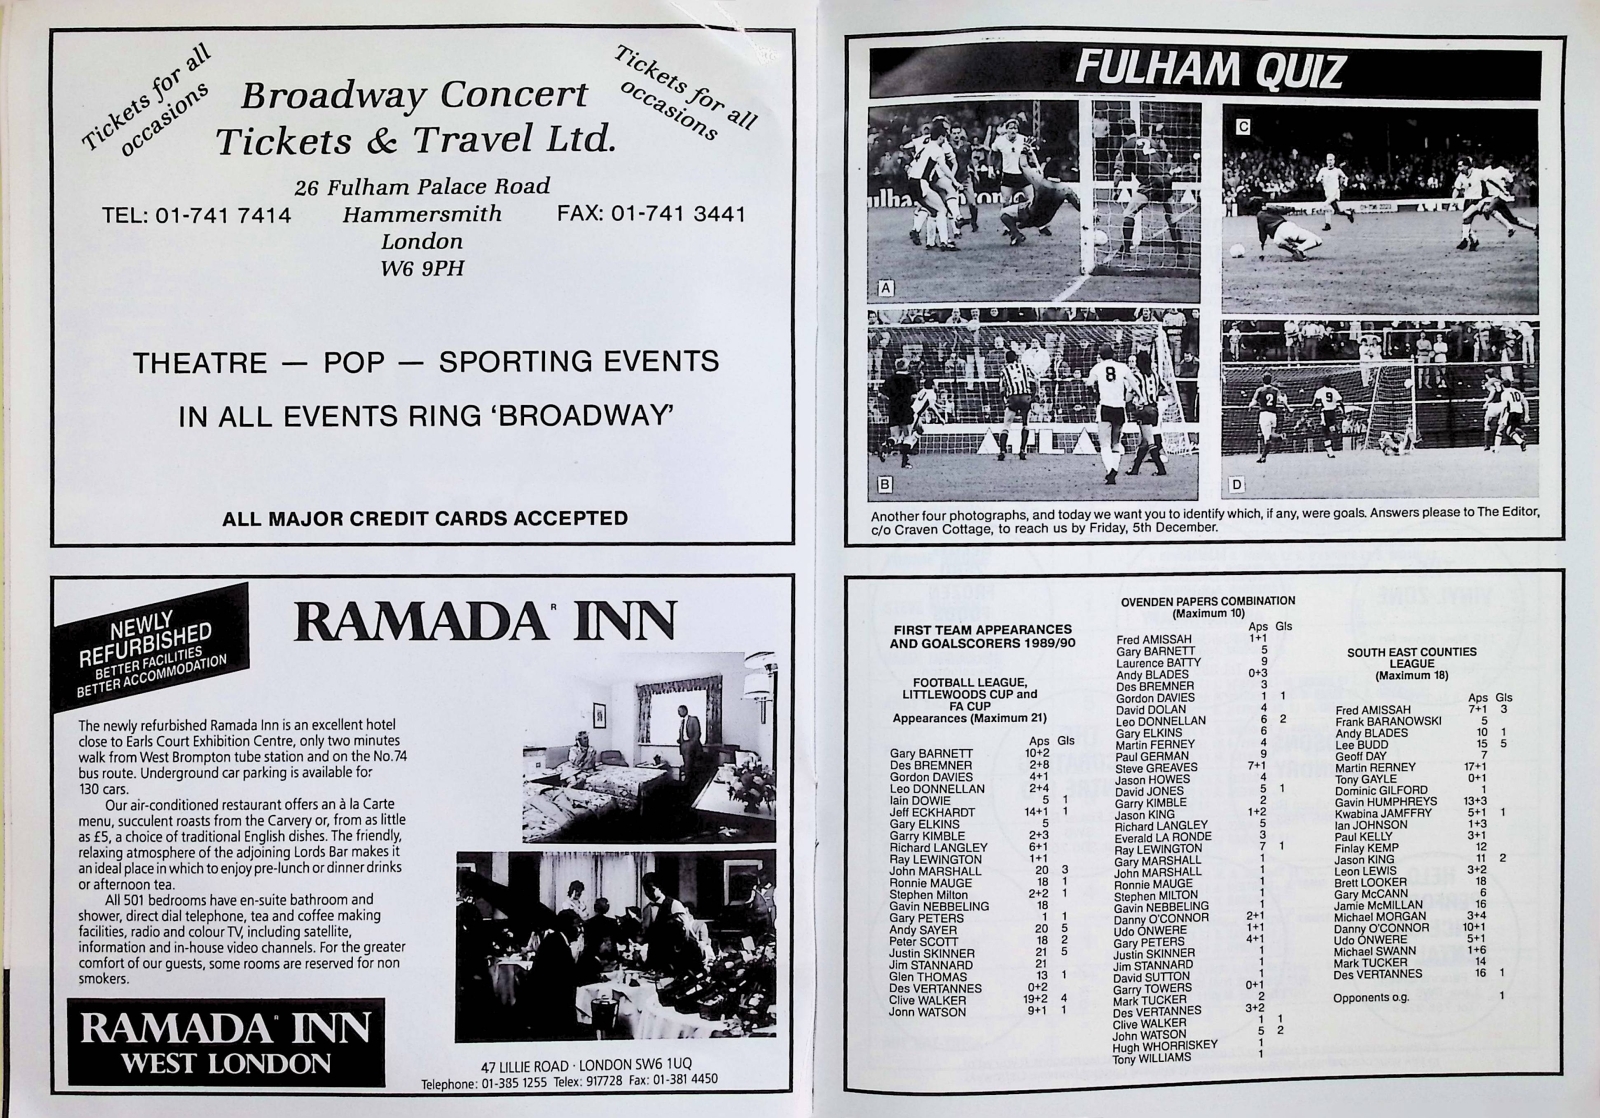 Tickets for all
occasions
Tickets for all
occasions
Broadway Concert
Tickets & Travel Ltd.
26 Fulham Palace Road
TEL: 01-741 7414 Hammersmith FAX: 01-741 3441
London
W6 9PH
THEATRE — POP — SPORTING EVENTS
IN ALL EVENTS RING ‘BROADWAY’
ALL MAJOR CREDIT CARDS ACCEPTED
NEWLY
REFURBISHED
BETTER FACILITIES
BETTER ACCOMMODATION
RAMADA® INN
The newly refurbished Ramada Inn is an excellent hotel
close to Earls Court Exhibition Centre, only two minutes
walk from West Brompton tube station and on the No.74
bus route. Underground car parking is available for
130 cars.
Our air-conditioned restaurant offers an à la Carte
menu, succulent roasts from the Carvery or, from as little
as £5, a choice of traditional English dishes. The friendly,
relaxing atmosphere of the adjoining Lords Bar makes it
an ideal place in which to enjoy pre-lunch or dinner drinks
or afternoon tea.
All 501 bedrooms have en-suite bathroom and
shower, direct dial telephone, tea and coffee making
facilities, radio and colour TV, including satellite,
information and in-house video channels. For the greater
comfort of our guests, some rooms are reserved for non
smokers.
RAMADA® INN
WEST LONDON
47 LILLIE ROAD · LONDON SW6 1UQ
Telephone: 01-385 1255 Telex: 917728 Fax: 01-381 4450
FULHAM QUIZ
A
2
C
B
8
ATLA
D
2
9
10
Another four photographs, and today we want you to identify which, if any, were goals. Answers please to The Editor,
c/o Craven Cottage, to reach us by Friday, 5th December.
FIRST TEAM APPEARANCES
AND GOALSCORERS 1989/90
FOOTBALL LEAGUE,
LITTLEWOODS CUP and
FA CUP
Appearances (Maximum 21)
Aps Gls
Gary BARNETT 10+2
Des BREMNER 2+8
Gordon DAVIES 4+1
Leo DONNELLAN 2+4
Iain DOWIE 5 1
Jeff ECKHARDT 14+1 1
Gary ELKINS 5
Garry KIMBLE 2+3
Richard LANGLEY 6+1
Ray LEWINGTON 1+1
John MARSHALL 20 3
Ronnie MAUGE 18 1
Stephen Milton 2+2 1
Gavin NEBBELING 18
Gary PETERS 1 1
Andy SAYER 20 5
Peter SCOTT 18 2
Justin SKINNER 21 5
Jim STANNARD 21
Glen THOMAS 13 1
Des VERTANNES 0+2
Clive WALKER 19+2 4
Jonn WATSON 9+1 1
OVENDEN PAPERS COMBINATION
(Maximum 10)
Aps Gls
Fred AMISSAH 1+1
Gary BARNETT 5
Laurence BATTY 9
Andy BLADES 0+3
Des BREMNER 3
Gordon DAVIES 1 1
David DOLAN 4
Leo DONNELLAN 6 2
Gary ELKINS 6
Martin FERNEY 4
Paul GERMAN 9
Steve GREAVES 7+1
Jason HOWES 4
David JONES 5 1
Garry KIMBLE 2
Jason KING 1+2
Richard LANGLEY 5
Everald LA RONDE 3
Ray LEWINGTON 7 1
Gary MARSHALL 1
John MARSHALL 1
Ronnie MAUGE 1
Stephen MILTON 1
Gavin NEBBELING 1
Danny O'CONNOR 2+1
Udo ONWERE 1+1
Gary PETERS 4+1
Justin SKINNER 1
Jim STANNARD 1
David SUTTON 1
Garry TOWERS 0+1
Mark TUCKER 2
Des VERTANNES 3+2
Clive WALKER 1 1
John WATSON 5 2
Hugh WHORRISKEY 1
Tony WILLIAMS 1
SOUTH EAST COUNTIES
LEAGUE
(Maximum 18)
Aps Gls
Fred AMISSAH 7+1 3
Frank BARANOWSKI 5
Andy BLADES 10 1
Lee BUDD 15 5
Geoff DAY 7
Martin RERNEY 17+1
Tony GAYLE 0+1
Dominic GILFORD 1
Gavin HUMPHREYS 13+3
Kwabina JAMFFRY 5+1 1
Ian JOHNSON 1+3
Paul KELLY 3+1
Finlay KEMP 12
Jason KING 11 2
Leon LEWIS 3+2
Brett LOOKER 18
Gary McCANN 6
Jamie McMILLAN 16
Michael MORGAN 3+4
Danny O'CONNOR 10+1
Udo ONWERE 5+1
Michael SWANN 1+6
Mark TUCKER 14
Des VERTANNES 16 1
Opponents o.g. 1